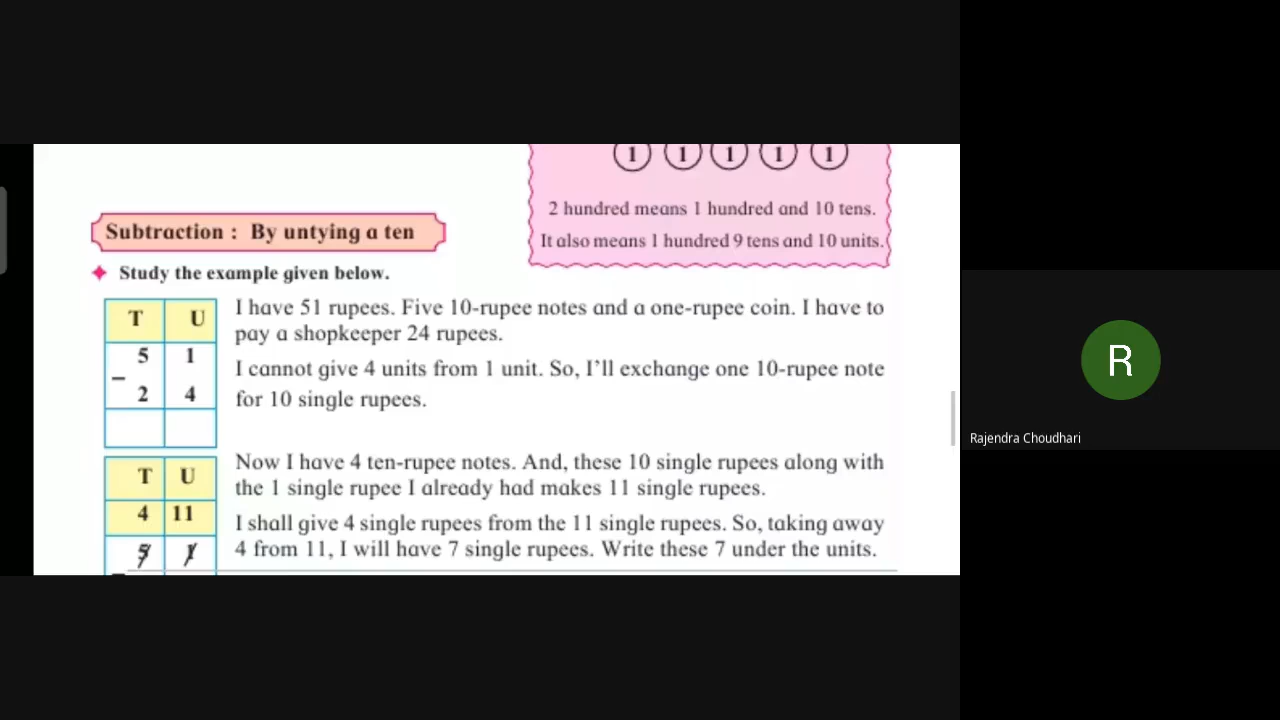 1 1 1 1 1
2 hundred means 1 hundred and 10 tens.
It also means 1 hundred 9 tens and 10 units.
Subtraction : By untying a ten
Study the example given below.
T U
5 1
−
2 4
I have 51 rupees. Five 10-rupee notes and a one-rupee coin. I have to
pay a shopkeeper 24 rupees.
I cannot give 4 units from 1 unit. So, I'll exchange one 10-rupee note
for 10 single rupees.
T U
4 11
5 1
Now I have 4 ten-rupee notes. And, these 10 single rupees along with
the 1 single rupee I already had makes 11 single rupees.
I shall give 4 single rupees from the 11 single rupees. So, taking away
4 from 11, I will have 7 single rupees. Write these 7 under the units.
R
Rajendra Choudhari